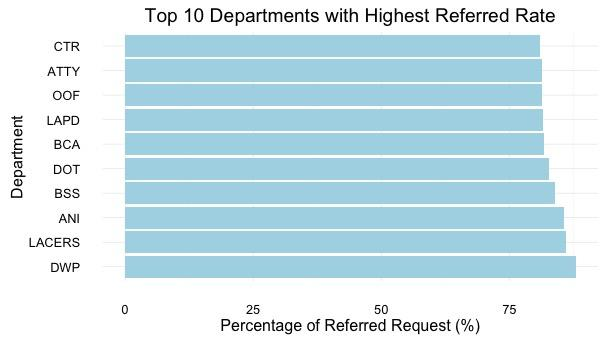 Top 10 Departments with Highest Referred Rate
Department
CTR
ATTY
OOF
LAPD
BCA
DOT
BSS
ANI
LACERS
DWP
0 25 50 75
Percentage of Referred Request (%)